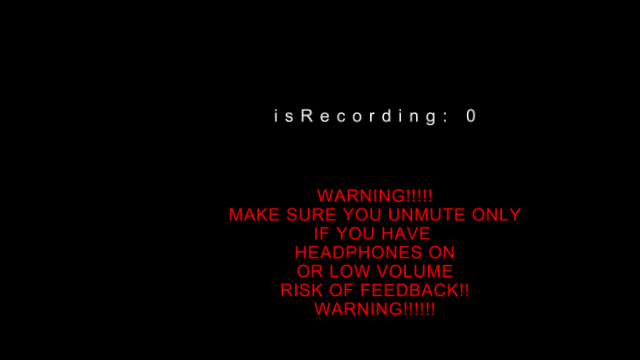 isRecording: 0
WARNING!!!!!
MAKE SURE YOU UNMUTE ONLY
IF YOU HAVE
HEADPHONES ON
OR LOW VOLUME
RISK OF FEEDBACK!!
WARNING!!!!!!